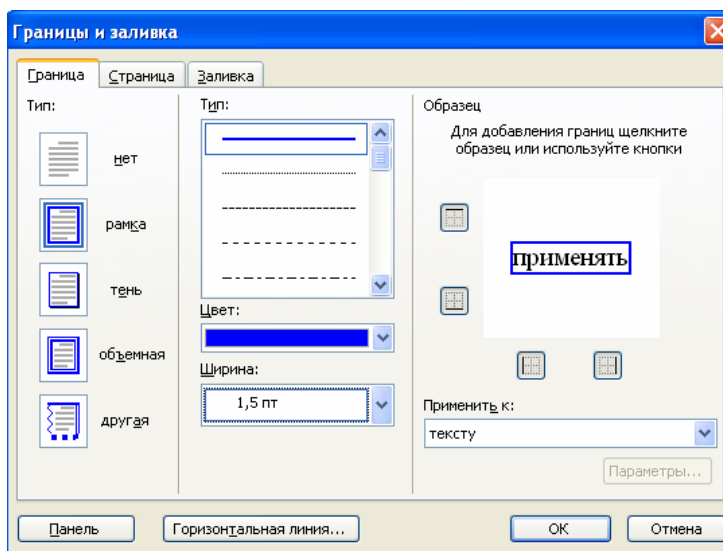 Границы и заливка
Граница
Страница
Заливка
Тип:
нет
рамка
тень
объемная
другая
Тип:
Цвет:
Ширина:
1,5 пт
Образец
Для добавления границ щелкните
образец или используйте кнопки
применять
Применить к:
тексту
Параметры...
Панель
Горизонтальная линия...
ОК
Отмена